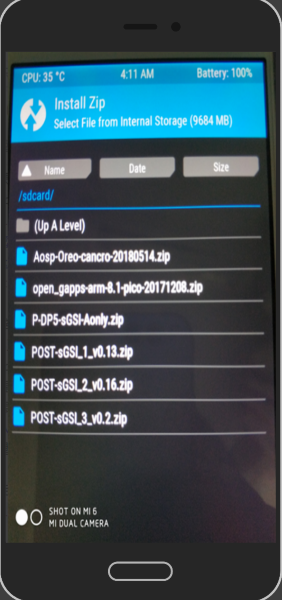 CPU: 35 °C 4:11 AM Battery: 100%
Install Zip
Select File from Internal Storage (9684 MB)
Name Date Size
/sdcard/
(Up A Level)
Aosp-Oreo-cancro-20180514.zip
open_gapps-arm-8.1-pico-20171208.zip
P-DP5-sGSI-Aonly.zip
POST-sGSI_1_v0.13.zip
POST-sGSI_2_v0.16.zip
POST-sGSI_3_v0.2.zip
SHOT ON MI 6
MI DUAL CAMERA